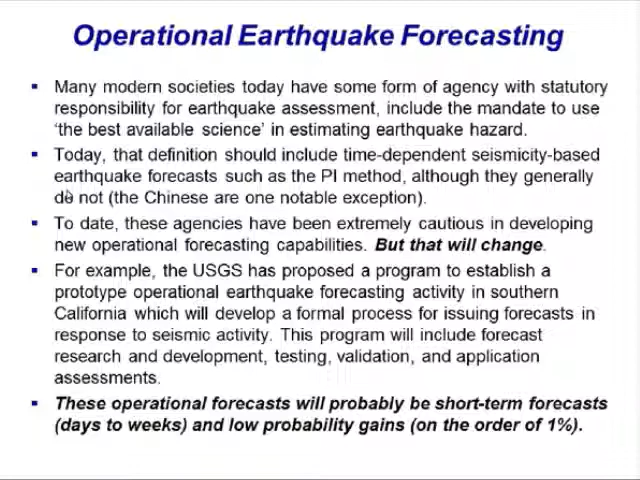 Operational Earthquake Forecasting
▪ Many modern societies today have some form of agency with statutory
responsibility for earthquake assessment, include the mandate to use
‘the best available science’ in estimating earthquake hazard.
▪ Today, that definition should include time-dependent seismicity-based
earthquake forecasts such as the PI method, although they generally
do not (the Chinese are one notable exception).
▪ To date, these agencies have been extremely cautious in developing
new operational forecasting capabilities. But that will change.
▪ For example, the USGS has proposed a program to establish a
prototype operational earthquake forecasting activity in southern
California which will develop a formal process for issuing forecasts in
response to seismic activity. This program will include forecast
research and development, testing, validation, and application
assessments.
▪ These operational forecasts will probably be short-term forecasts
(days to weeks) and low probability gains (on the order of 1%).